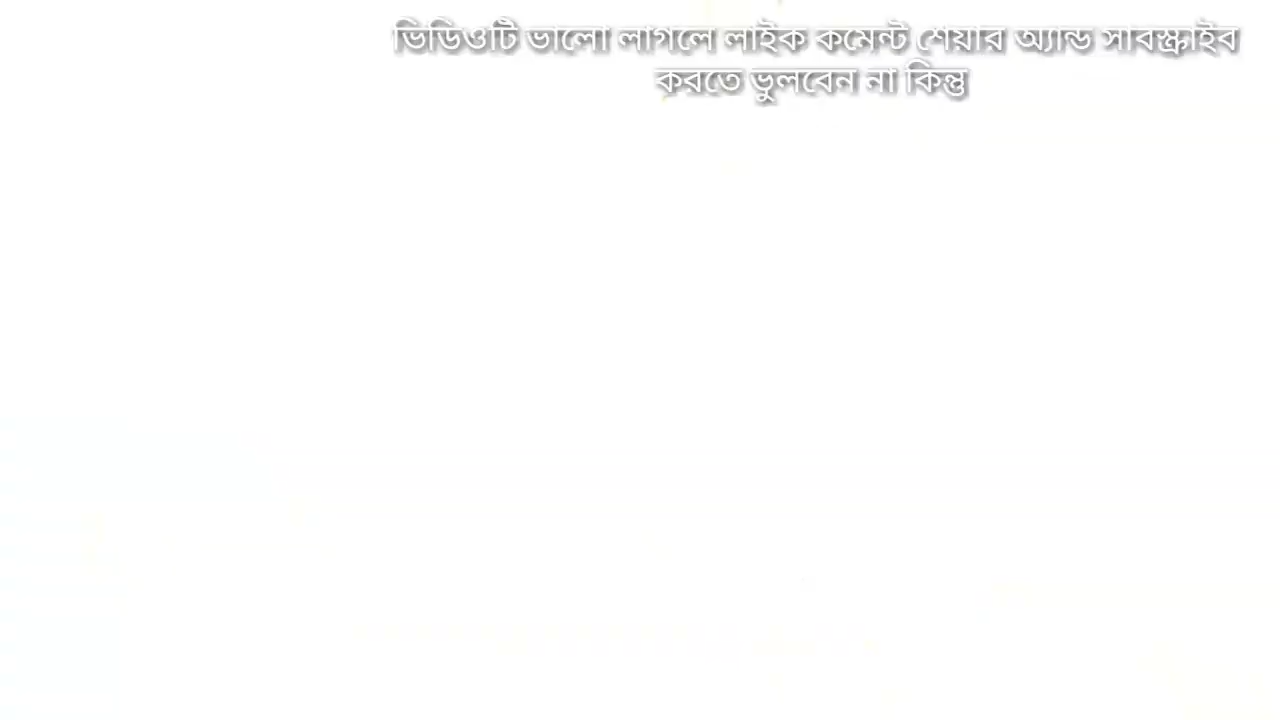 ভিডিওটি ভালো লাগলে লাইক কমেন্ট শেয়ার অ্যান্ড সাবস্ক্রাইব
করতে ভুলবেন না কিন্তু